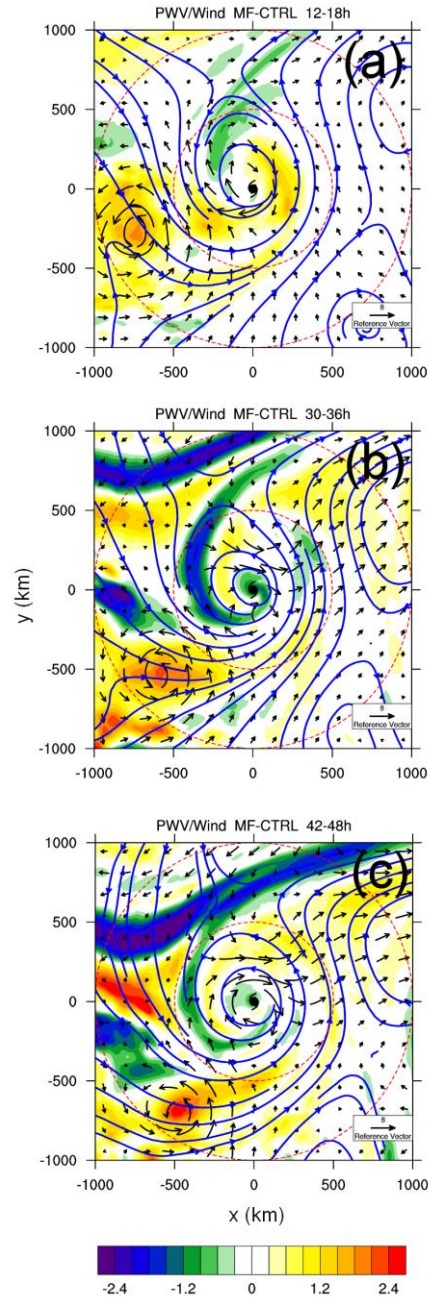 PWV/Wind MF-CTRL 12-18h
(a)
1000
500
0
-500
-1000
8
Reference Vector
-1000 -500 0 500 1000
PWV/Wind MF-CTRL 30-36h
(b)
1000
500
0
-500
-1000
y (km)
8
Reference Vector
-1000 -500 0 500 1000
PWV/Wind MF-CTRL 42-48h
(c)
1000
500
0
-500
-1000
8
Reference Vector
-1000 -500 0 500 1000
x (km)
-2.4 -1.2 0 1.2 2.4